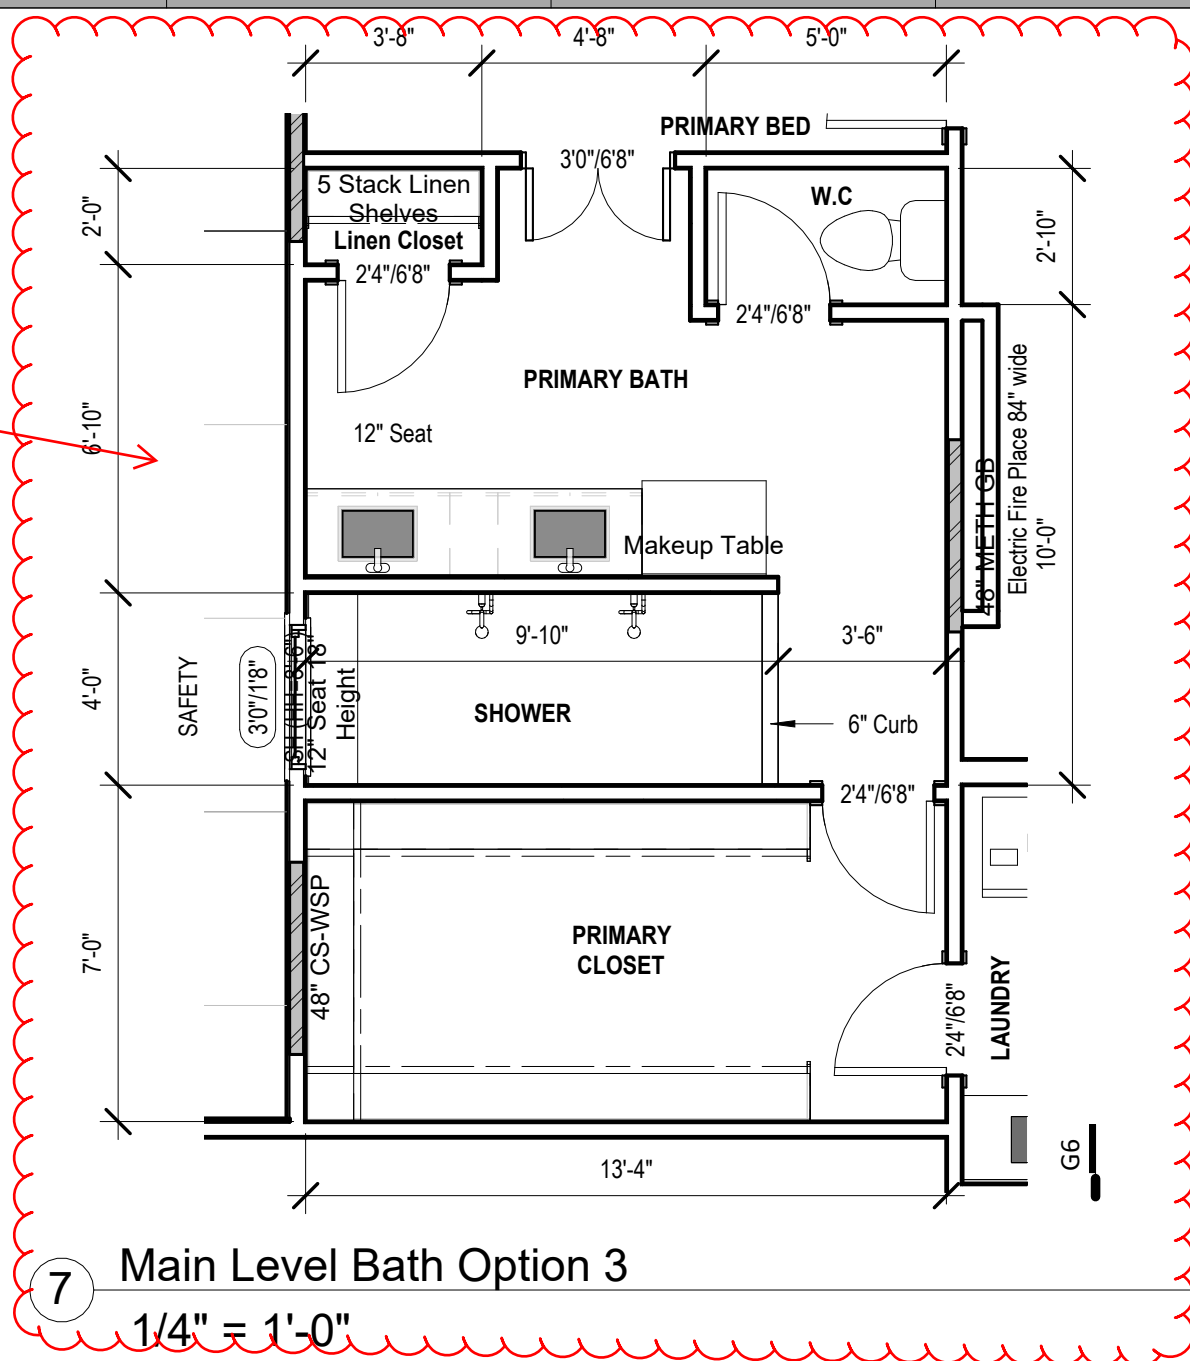 3'-8"
4'-8"
5'-0"
PRIMARY BED
3'0"/6'8"
5 Stack Linen
Shelves
Linen Closet
2'4"/6'8"
W.C
2'4"/6'8"
2'-0"
2'-10"
PRIMARY BATH
12" Seat
6'-10"
Makeup Table
48" METH GB
Electric Fire Place 84" wide
10'-0"
9'-10"
3'-6"
SHOWER
6" Curb
4'-0"
SAFETY
3'0"/1'8"
SH (HH=8'-6")
12" Seat 18"
Height
2'4"/6'8"
48" CS-WSP
7'-0"
PRIMARY
CLOSET
2'4"/6'8"
LAUNDRY
G6
13'-4"
7
Main Level Bath Option 3
1/4" = 1'-0"